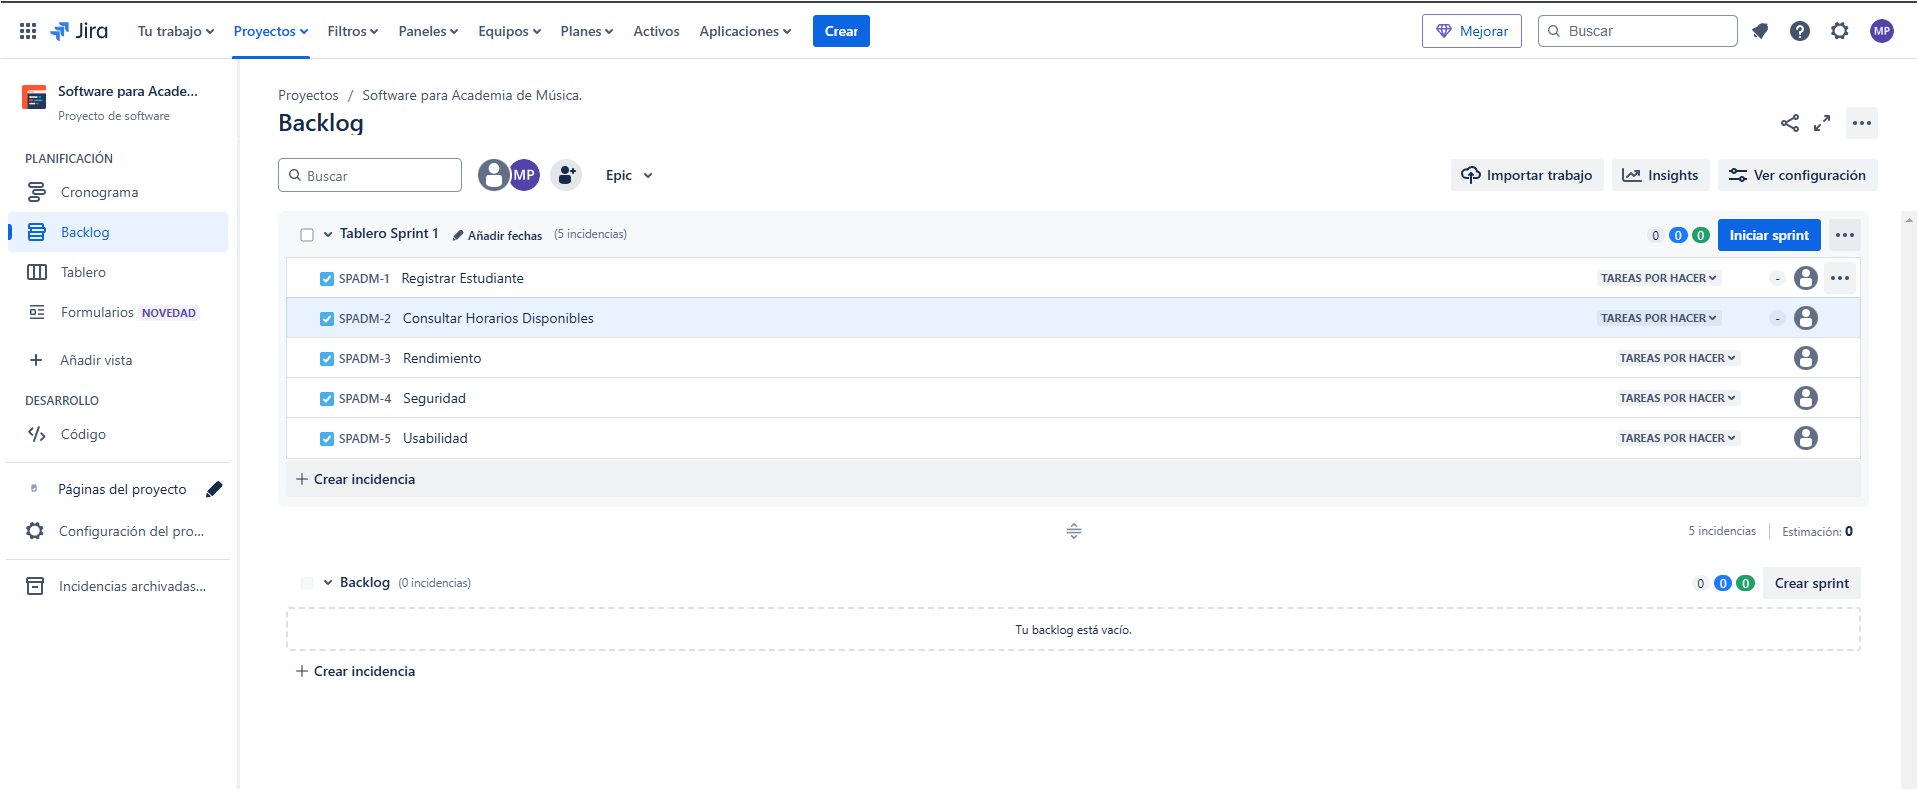 Jira Tu trabajo Proyectos Filtros Paneles Equipos Planes Activos Aplicaciones Crear Mejorar Buscar MP
Software para Acade...
Proyecto de software
PLANIFICACIÓN
Cronograma
Backlog
Tablero
Formularios NOVEDAD
Añadir vista
DESARROLLO
Código
Páginas del proyecto
Configuración del pro...
Incidencias archivadas...
Proyectos / Software para Academia de Música.
Backlog
Buscar MP Epic Importar trabajo Insights Ver configuración
Tablero Sprint 1 Añadir fechas (5 incidencias) 0 0 0 Iniciar sprint
SPADM-1 Registrar Estudiante TAREAS POR HACER -
SPADM-2 Consultar Horarios Disponibles TAREAS POR HACER -
SPADM-3 Rendimiento TAREAS POR HACER
SPADM-4 Seguridad TAREAS POR HACER
SPADM-5 Usabilidad TAREAS POR HACER
+ Crear incidencia
5 incidencias Estimación: 0
Backlog (0 incidencias) 0 0 0 Crear sprint
Tu backlog está vacío.
+ Crear incidencia